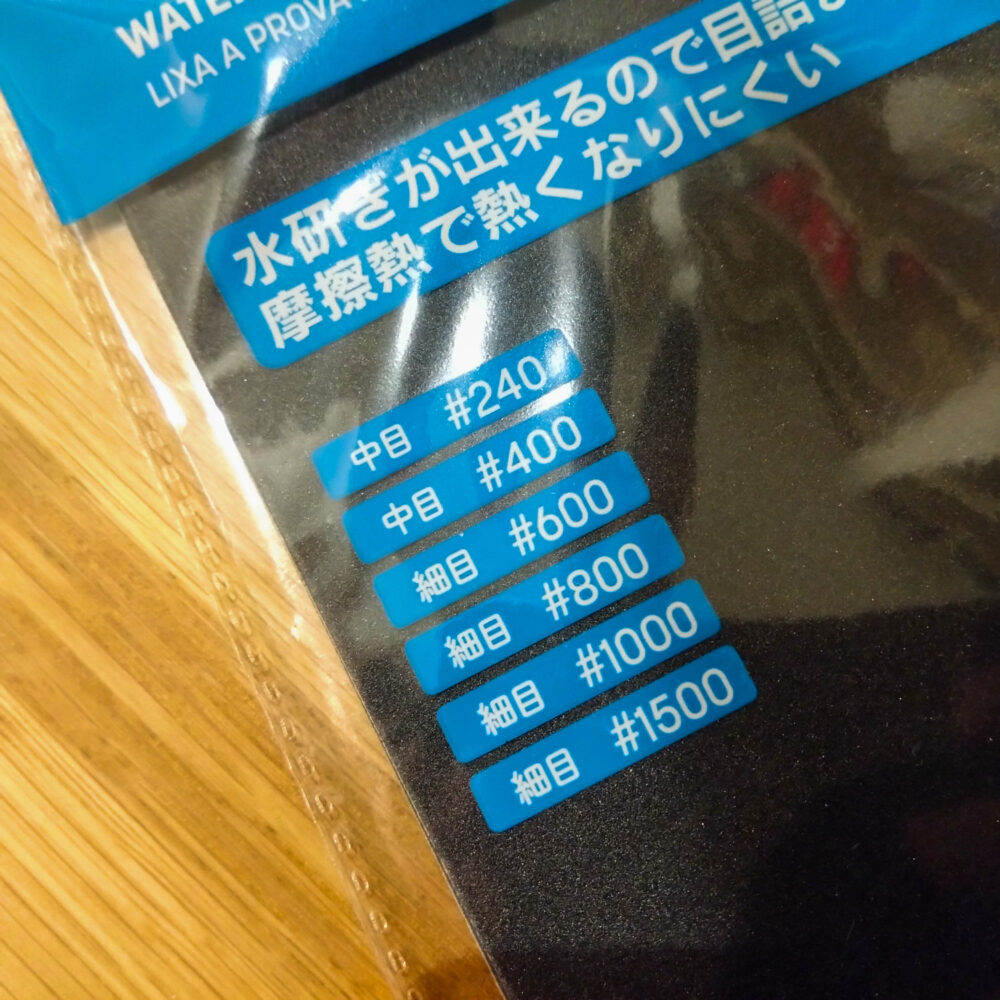 WATER
LIXA A PROVA
水研ぎが出来るので目詰
摩擦熱で熱くなりにくい
中目 #240
中目 #400
細目 #600
細目 #800
細目 #1000
細目 #1500